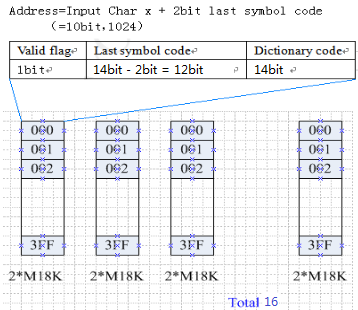 Address=Input Char x + 2bit last symbol code
(=10bit,1024)
Valid flag Last symbol code Dictionary code
1bit 14bit - 2bit = 12bit 14bit
000 000 000 000
001 001 001 001
002 002 002 002
3FF 3FF 3FF 3FF
2*M18K 2*M18K 2*M18K 2*M18K
Total 16